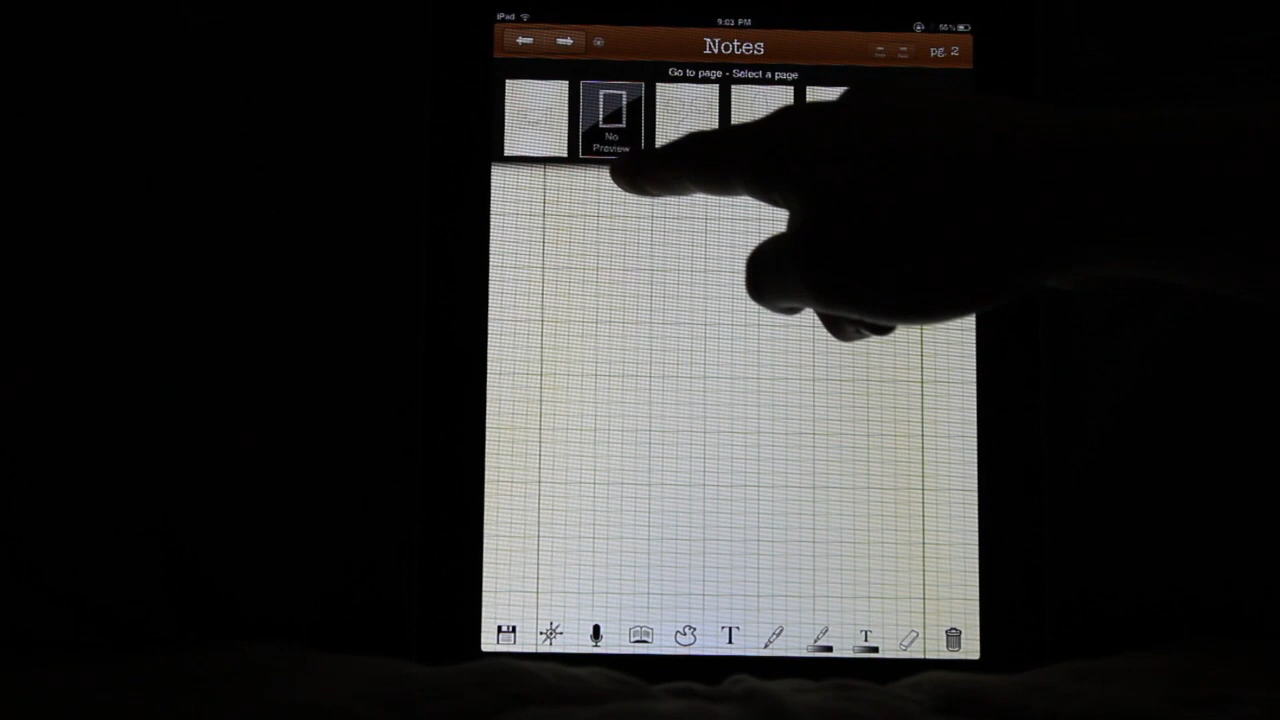 iPad
9:03 PM
Notes
pg. 2
Go to page - Select a page
No
Preview
T
T